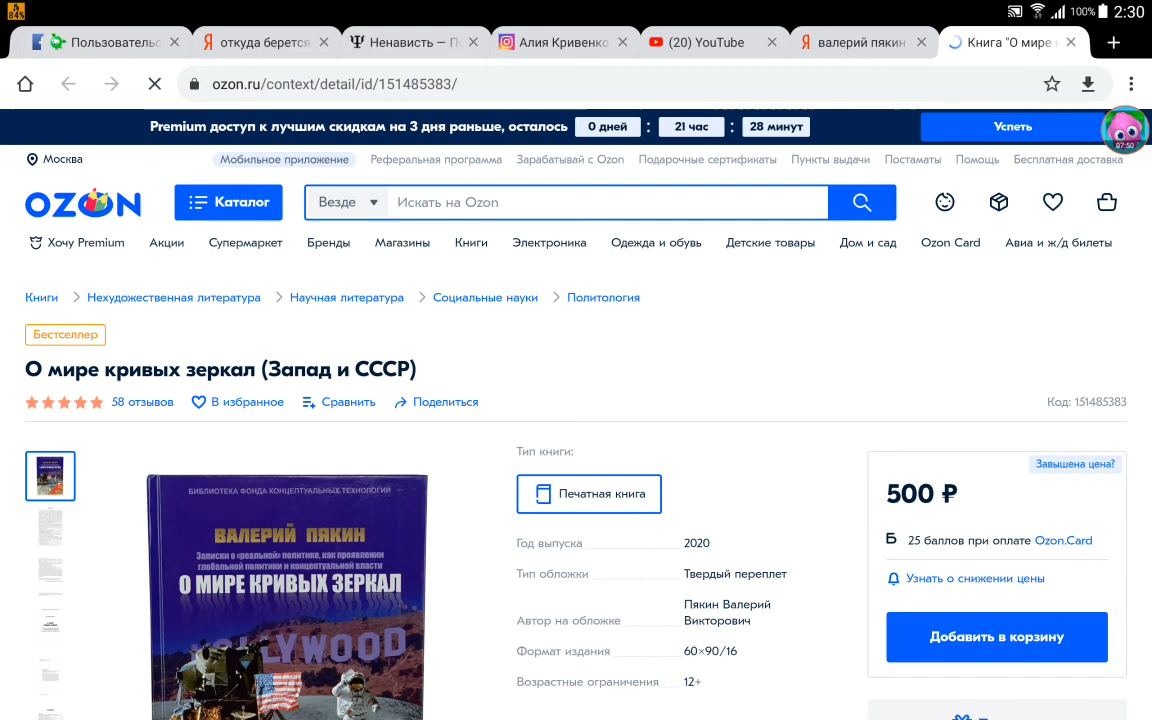 84%
100% 2:30
Пользовательс
откуда берется
Ненависть — П
Алия Кривенко
(20) YouTube
валерий пякин
Книга "О мире к
ozon.ru/context/detail/id/151485383/
Premium доступ к лучшим скидкам на 3 дня раньше, осталось 0 дней : 21 час : 28 минут Успеть
07:50
Москва
Мобильное приложение Реферальная программа Зарабатывай с Ozon Подарочные сертификаты Пункты выдачи Постаматы Помощь Бесплатная доставка
OZON Каталог Везде Искать на Ozon
Хочу Premium Акции Супермаркет Бренды Магазины Книги Электроника Одежда и обувь Детские товары Дом и сад Ozon Card Авиа и ж/д билеты
Книги Нехудожественная литература Научная литература Социальные науки Политология
Бестселлер
О мире кривых зеркал (Запад и СССР)
58 отзывов В избранное Сравнить Поделиться Код: 151485383
БИБЛИОТЕКА ФОНДА КОНЦЕПТУАЛЬНЫХ ТЕХНОЛОГИЙ
ВАЛЕРИЙ ПЯКИН
Записки о «реальной» политике, как проявлении
глобальной политики и концептуальной власти
О МИРЕ КРИВЫХ ЗЕРКАЛ
HOLLYWOOD
Тип книги:
Печатная книга
Год выпуска 2020
Тип обложки Твердый переплет
Автор на обложке Пякин Валерий
Викторович
Формат издания 60×90/16
Возрастные ограничения 12+
Завышена цена?
500 ₽
Б 25 баллов при оплате Ozon.Card
Узнать о снижении цены
Добавить в корзину